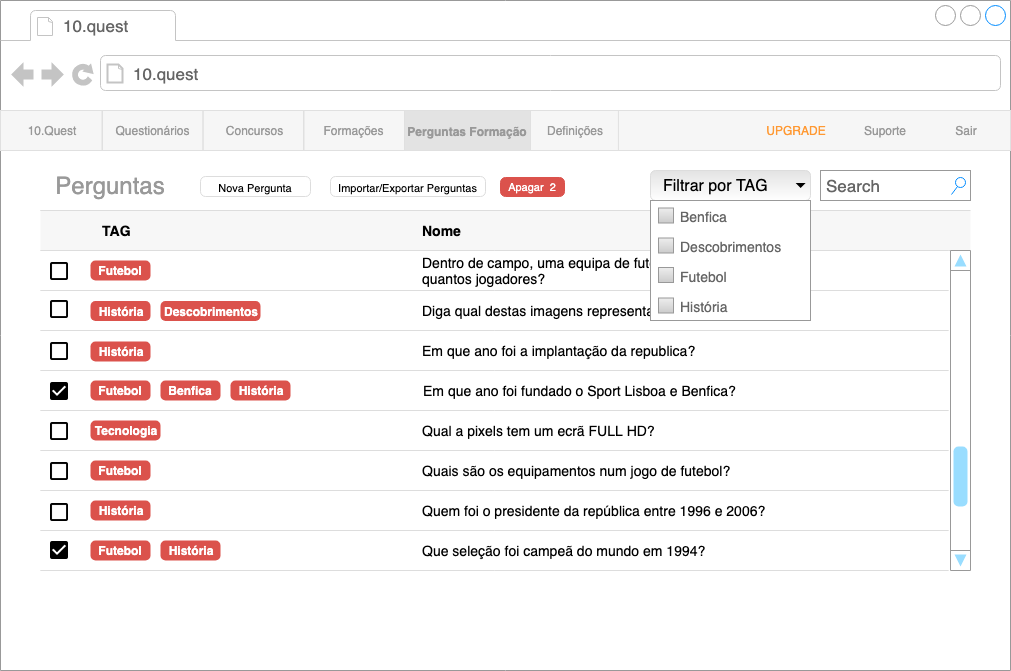 10.quest
10.quest
10.Quest Questionários Concursos Formações Perguntas Formação Definições UPGRADE Suporte Sair
Perguntas Nova Pergunta Importar/Exportar Perguntas Apagar 2 Filtrar por TAG Search
Benfica
Descobrimentos
Futebol
História
TAG Nome
Futebol Dentro de campo, uma equipa de
quantos jogadores?
História Descobrimentos Diga qual destas imagens
História Em que ano foi a implantação da republica?
Futebol Benfica História Em que ano foi fundado o Sport Lisboa e Benfica?
Tecnologia Qual a pixels tem um ecrã FULL HD?
Futebol Quais são os equipamentos num jogo de futebol?
História Quem foi o presidente da república entre 1996 e 2006?
Futebol História Que seleção foi campeã do mundo em 1994?